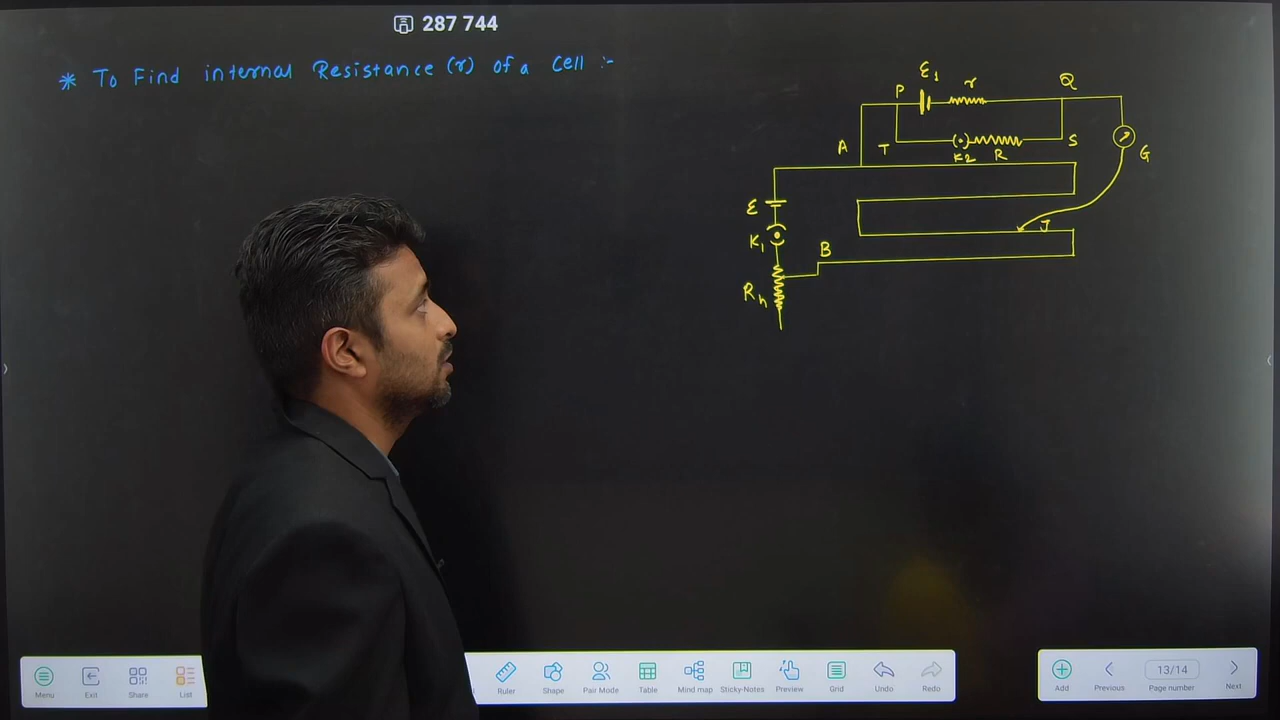 287 744
* To Find internal Resistance (r) of a Cell :-
ε1 r
P Q
A T K2 R S G
ε
K1 B J
Rh
Menu Exit Share List Ruler Shape Pair Mode Table Mind map Sticky-Notes Preview Grid Undo Redo Add Previous 13/14 Page number Next